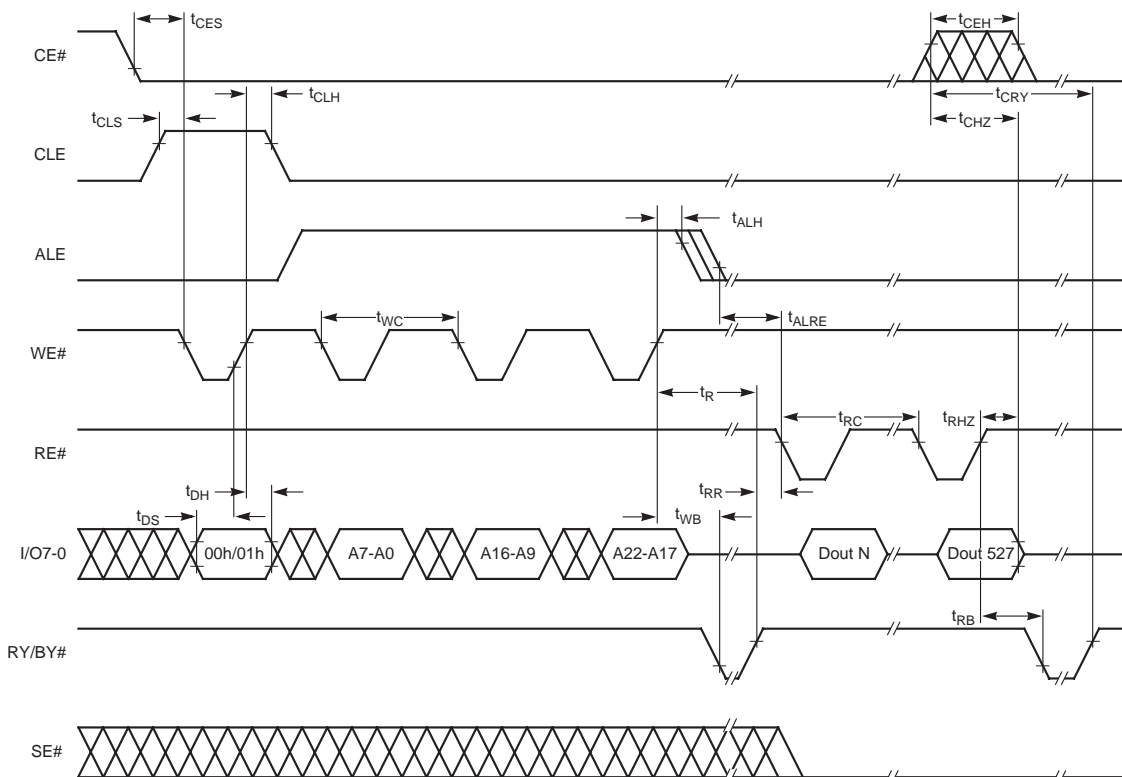 tCES
tCEH
CE#
tCLH
tCRY
tCLS
tCHZ
CLE
tALH
ALE
tWC
tALRE
WE#
tR
tRC
tRHZ
RE#
tDH
tRR
tDS
tWB
I/O7-0
00h/01h
A7-A0
A16-A9
A22-A17
Dout N
Dout 527
tRB
RY/BY#
SE#